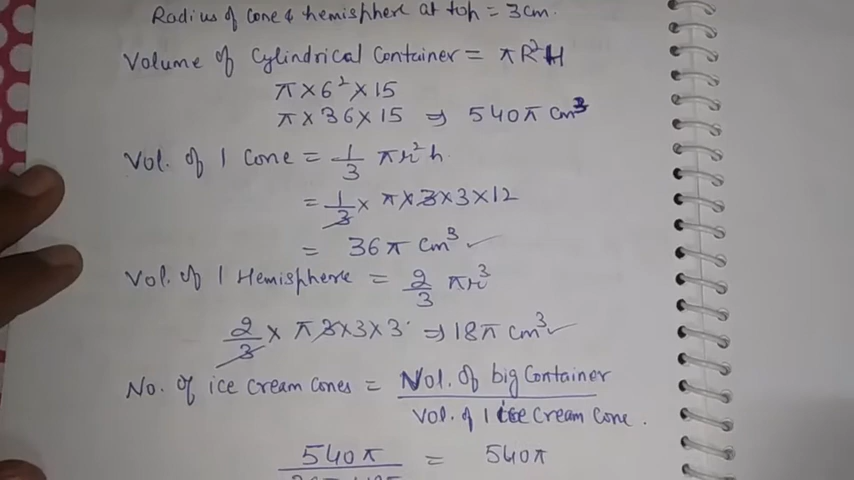 Radius of cone & hemisphere at top = 3cm.
Volume of Cylindrical Container = πR²H
π×6²×15
π×36×15 ⇒ 540π cm³
Vol. of 1 Cone = 1/3 πr²h.
= 1/3 × π×3×3×12
= 36π cm³ ✓
Vol. of 1 Hemisphere = 2/3 πr³
2/3 × π 3×3×3 ⇒ 18π cm³ ✓
No. of ice cream cones = Vol. of big Container / Vol. of 1 ice cream Cone.
540π = 540π